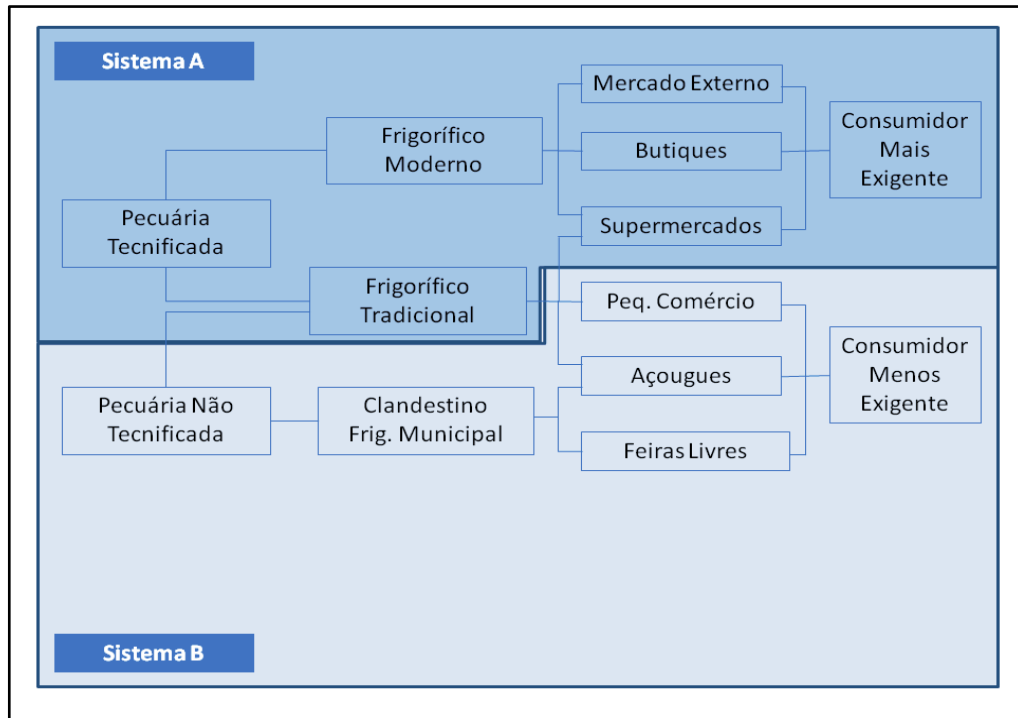 Sistema A
Mercado Externo
Frigorífico
Moderno
Butiques
Consumidor
Mais
Exigente
Pecuária
Tecnificada
Supermercados
Frigorífico
Tradicional
Peq. Comércio
Pecuária Não
Tecnificada
Clandestino
Frig. Municipal
Açougues
Consumidor
Menos
Exigente
Feiras Livres
Sistema B